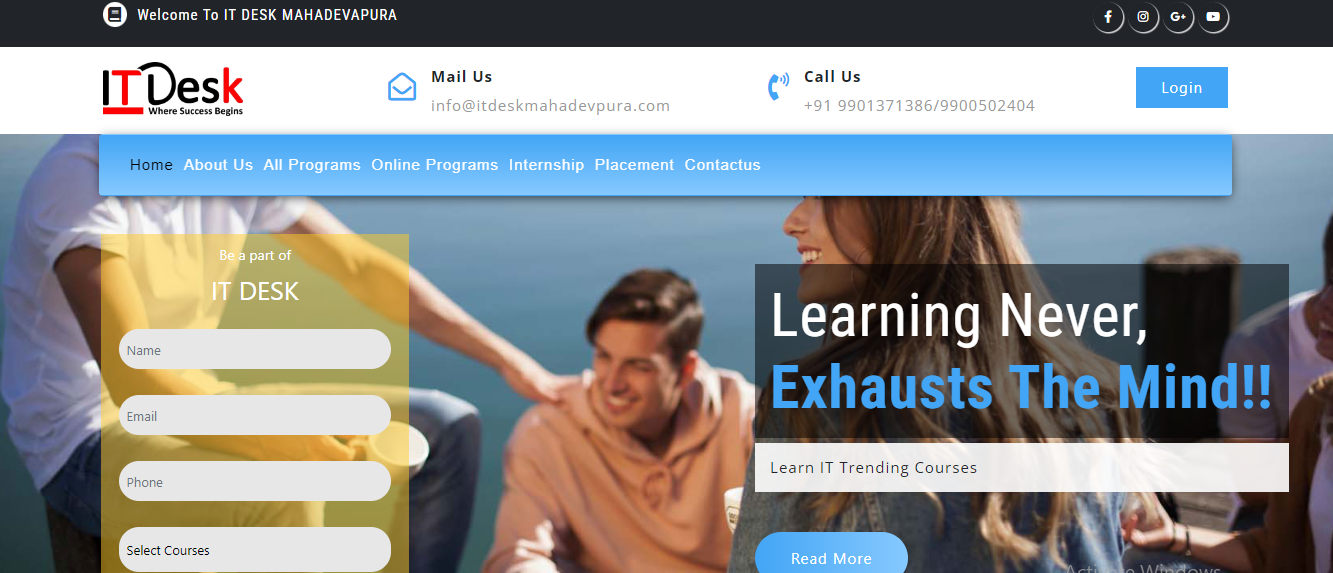 Welcome To IT DESK MAHADEVAPURA
IT Desk
Where Success Begins
Mail Us
info@itdeskmahadevpura.com
Call Us
+91 9901371386/9900502404
Login
Home About Us All Programs Online Programs Internship Placement Contactus
Be a part of
IT DESK
Name
Email
Phone
Select Courses
Learning Never,
Exhausts The Mind!!
Learn IT Trending Courses
Read More
Activate Windows